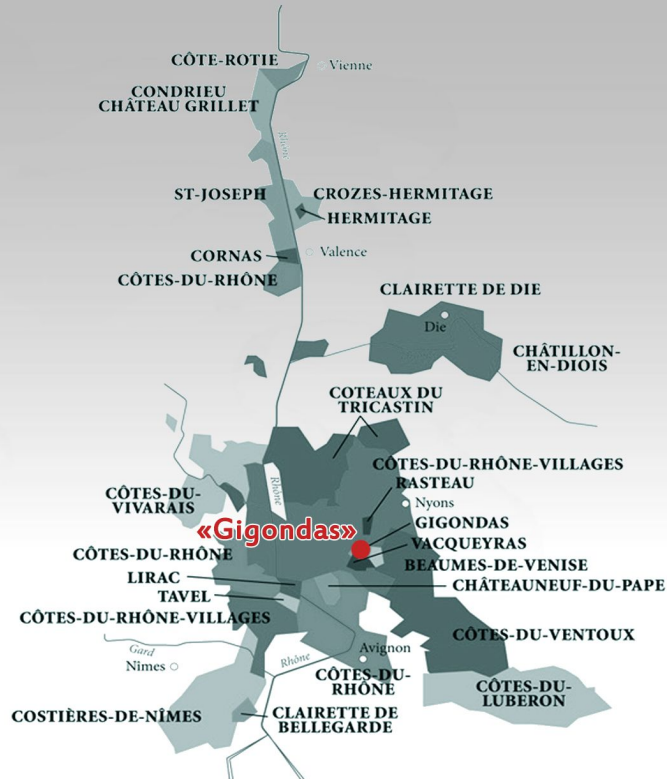 CÔTE-ROTIE
Vienne
CONDRIEU
CHÂTEAU GRILLET
Rhône
ST-JOSEPH
CROZES-HERMITAGE
HERMITAGE
CORNAS
Valence
CÔTES-DU-RHÔNE
CLAIRETTE DE DIE
Die
CHÂTILLON-
EN-DIOIS
COTEAUX DU
TRICASTIN
CÔTES-DU-RHÔNE-VILLAGES
RASTEAU
Rhône
CÔTES-DU-
VIVARAIS
Nyons
«Gigondas»
GIGONDAS
VACQUEYRAS
CÔTES-DU-RHÔNE
BEAUMES-DE-VENISE
LIRAC
CHÂTEAUNEUF-DU-PAPE
TAVEL
CÔTES-DU-RHÔNE-VILLAGES
CÔTES-DU-VENTOUX
Gard
Avignon
Rhône
Nîmes
CÔTES-DU-
RHÔNE
CÔTES-DU-
LUBERON
COSTIÈRES-DE-NÎMES
CLAIRETTE DE
BELLEGARDE